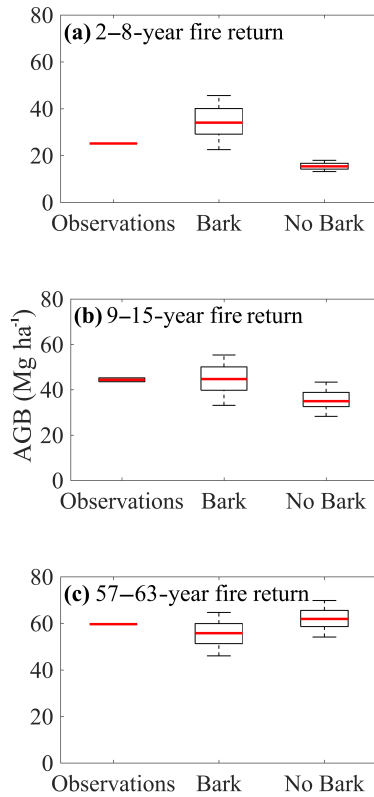 80
(a) 2–8-year fire return
60
40
20
0
Observations Bark No Bark
AGB (Mg ha⁻¹)
80
(b) 9–15-year fire return
60
40
20
0
Observations Bark No Bark
80
(c) 57–63-year fire return
60
40
20
0
Observations Bark No Bark